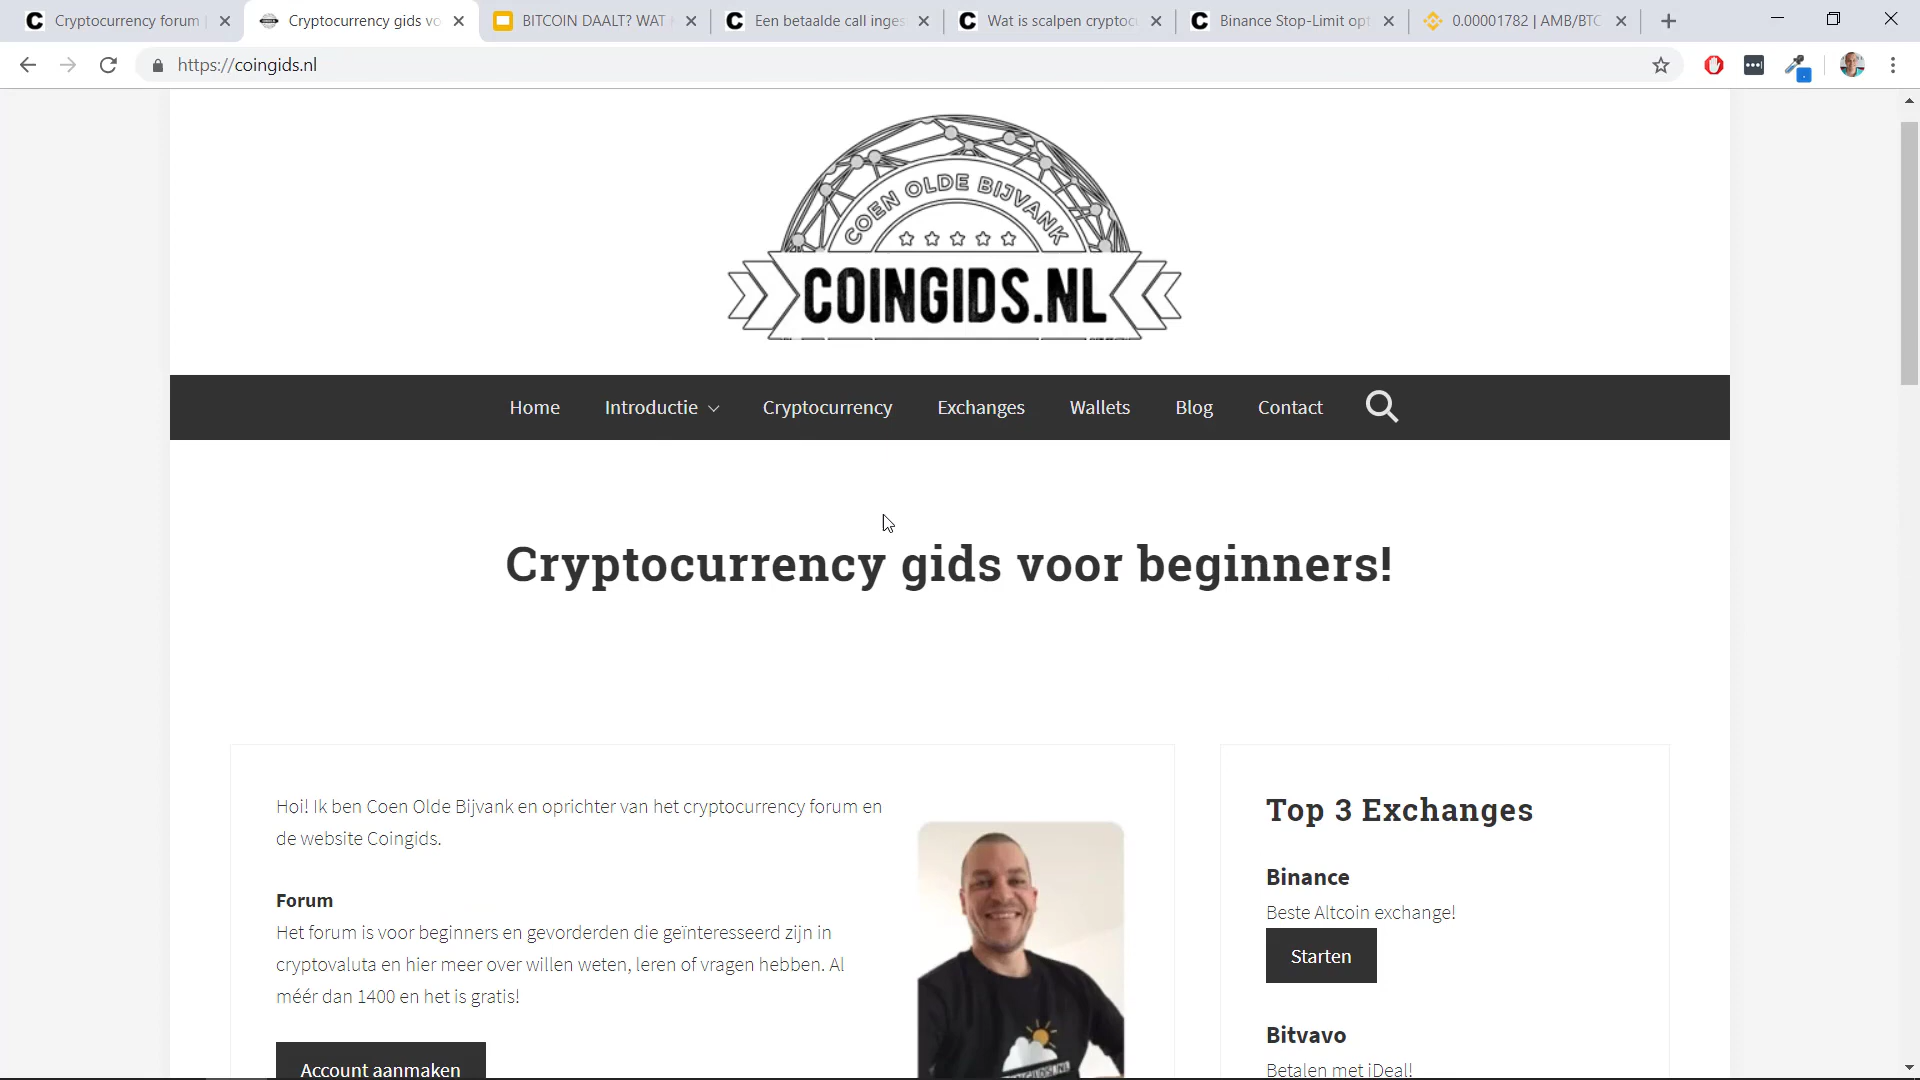 Cryptocurrency forum
Cryptocurrency gids vo
BITCOIN DAALT? WAT
Een betaalde call inges
Wat is scalpen cryptoc
Binance Stop-Limit op
0.00001782 | AMB/BTC
https://coingids.nl
COEN OLDE BIJVANK
COINGIDS.NL
Home
Introductie
Cryptocurrency
Exchanges
Wallets
Blog
Contact
Cryptocurrency gids voor beginners!
Hoi! Ik ben Coen Olde Bijvank en oprichter van het cryptocurrency forum en
de website Coingids.
Forum
Het forum is voor beginners en gevorderden die geïnteresseerd zijn in
cryptovaluta en hier meer over willen weten, leren of vragen hebben. Al
méér dan 1400 en het is gratis!
Account aanmaken
Top 3 Exchanges
Binance
Beste Altcoin exchange!
Starten
Bitvavo
Betalen met iDeal!